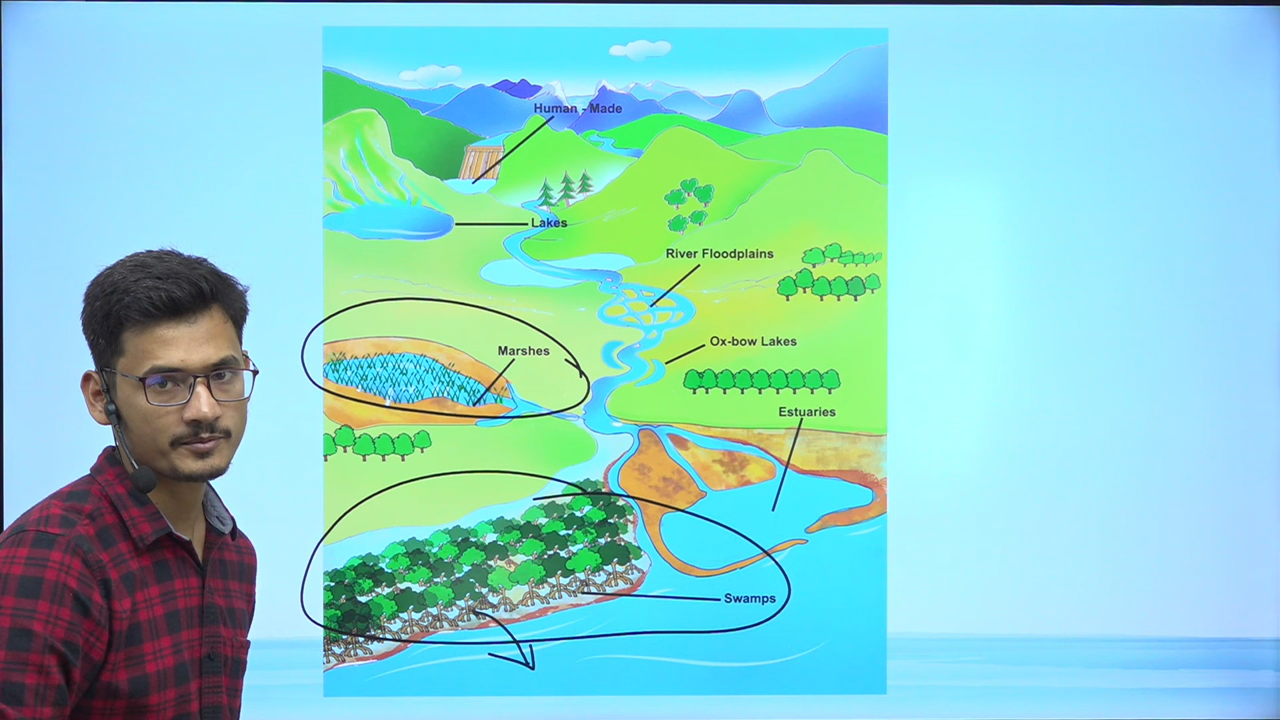 Human - Made
Lakes
River Floodplains
Ox-bow Lakes
Marshes
Estuaries
Swamps